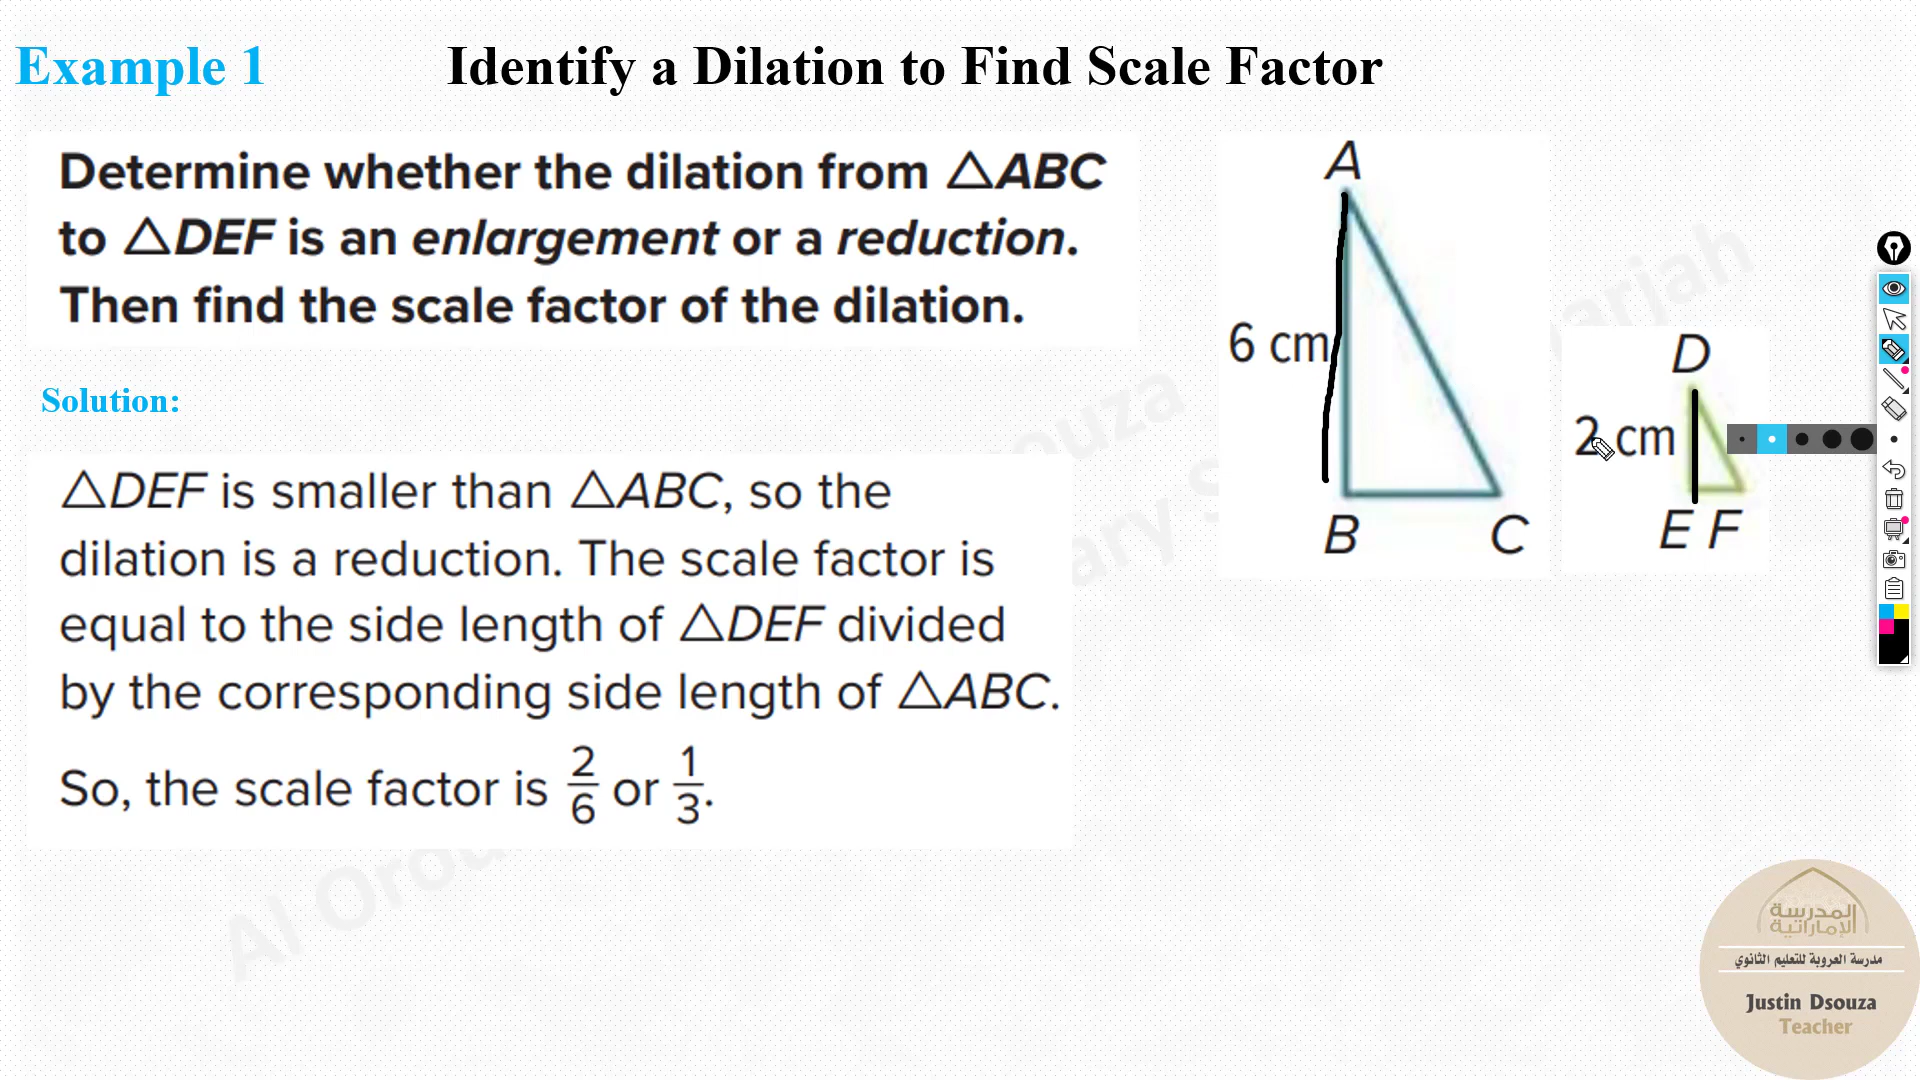 Example 1
Identify a Dilation to Find Scale Factor
Determine whether the dilation from △ABC
to △DEF is an enlargement or a reduction.
Then find the scale factor of the dilation.
Solution:
△DEF is smaller than △ABC, so the
dilation is a reduction. The scale factor is
equal to the side length of △DEF divided
by the corresponding side length of △ABC.
So, the scale factor is 2/6 or 1/3.
A
6 cm
B
C
D
2 cm
E F
المدرسة
الإماراتية
مدرسة العروبة للتعليم الثانوي
Justin Dsouza
Teacher